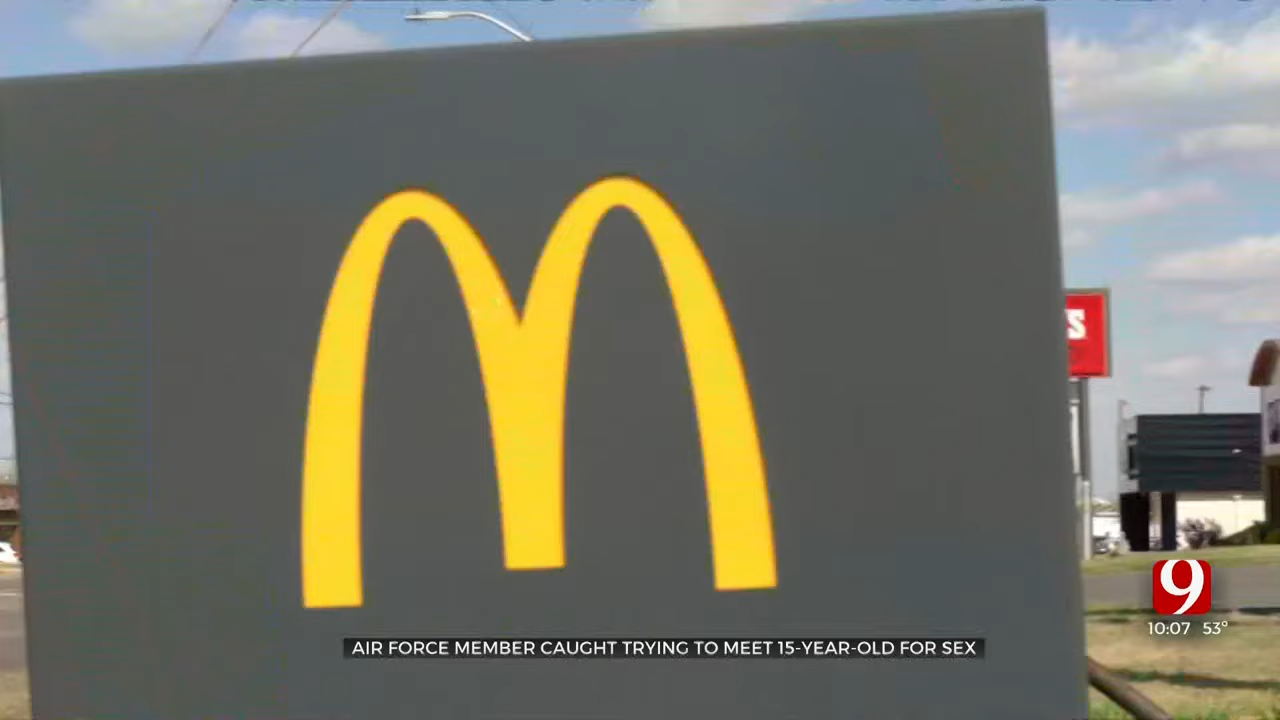 S
AIR FORCE MEMBER CAUGHT TRYING TO MEET 15-YEAR-OLD FOR SEX
9
10:07 53°